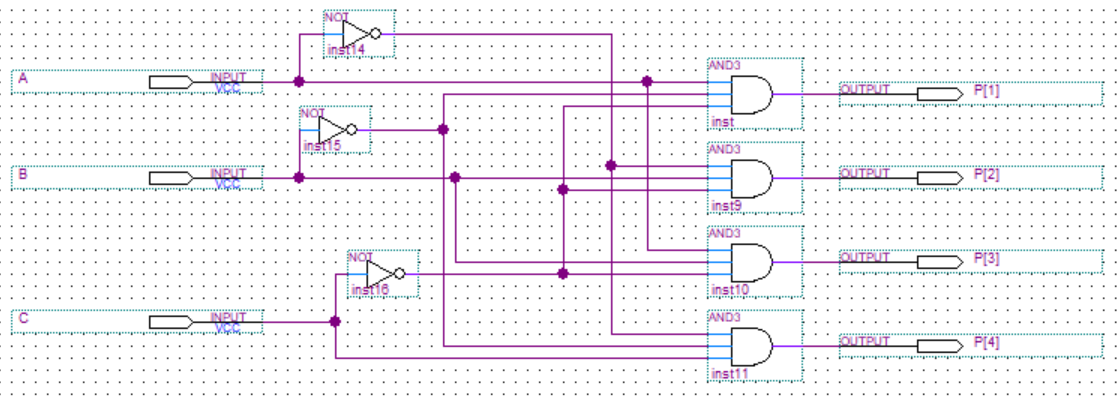 NOT
inst14
A
INPUT
VCC
AND3
inst
OUTPUT
P[1]
NOT
inst15
B
INPUT
VCC
AND3
inst9
OUTPUT
P[2]
AND3
inst10
OUTPUT
P[3]
NOT
inst16
C
INPUT
VCC
AND3
inst11
OUTPUT
P[4]